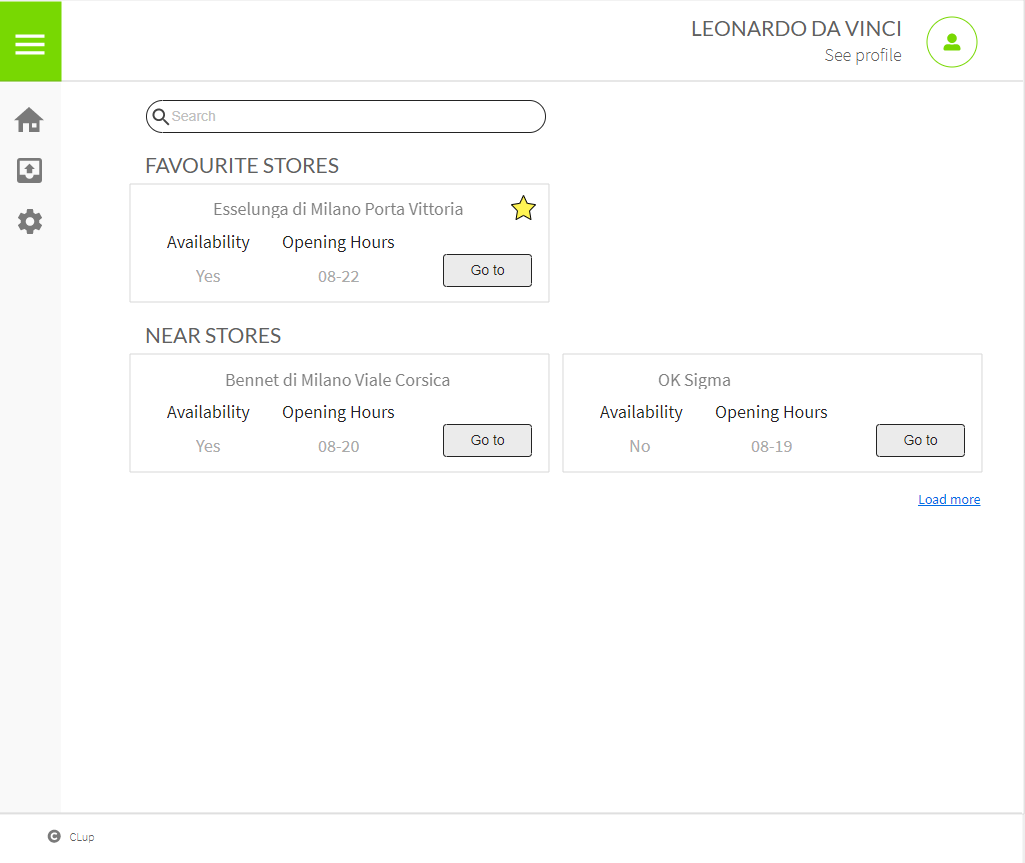 LEONARDO DA VINCI
See profile
Search
FAVOURITE STORES
Esselunga di Milano Porta Vittoria
Availability Opening Hours
Yes 08-22 Go to
NEAR STORES
Bennet di Milano Viale Corsica
Availability Opening Hours
Yes 08-20 Go to
OK Sigma
Availability Opening Hours
No 08-19 Go to
Load more
C CLup